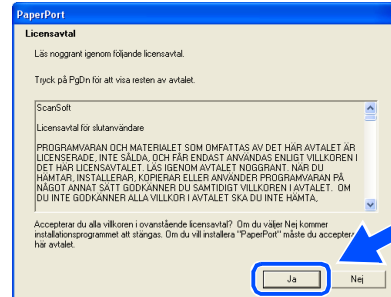 PaperPort
Licensavtal
Läs noggrant igenom följande licensavtal.
Tryck på PgDn för att visa resten av avtalet.
ScanSoft
Licensavtal för slutanvändare
PROGRAMVARAN OCH MATERIALET SOM OMFATTAS AV DET HÄR AVTALET ÄR
LICENSERADE, INTE SÅLDA, OCH FÅR ENDAST ANVÄNDAS ENLIGT VILLKOREN I
DET HÄR LICENSAVTALET. LÄS IGENOM AVTALET NOGGRANT. NÄR DU
HÄMTAR, INSTALLERAR, KOPIERAR ELLER ANVÄNDER PROGRAMVARAN PÅ
NÅGOT ANNAT SÄTT GODKÄNNER DU SAMTIDIGT VILLKOREN I AVTALET. OM
DU INTE GODKÄNNER ALLA VILLKOR I AVTALET SKA DU INTE HÄMTA,
Accepterar du alla villkoren i ovanstående licensavtal? Om du väljer Nej kommer
installationsprogrammet att stängas. Om du vill installera "PaperPort" måste du acceptera
här avtalet.
Ja
Nej